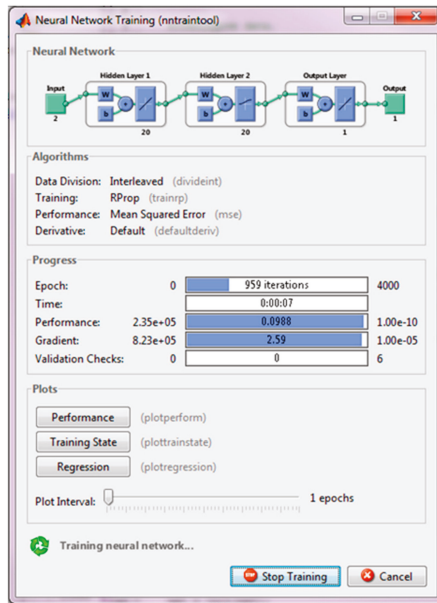 Neural Network Training (nntraintool)
Neural Network
Hidden Layer 1 Hidden Layer 2 Output Layer
Input Output
W W W
b b b
2 20 20 1 1
Algorithms
Data Division: Interleaved (divideint)
Training: RProp (trainrp)
Performance: Mean Squared Error (mse)
Derivative: Default (defaultderiv)
Progress
Epoch: 0 959 iterations 4000
Time: 0:00:07
Performance: 2.35e+05 0.0988 1.00e-10
Gradient: 8.23e+05 2.59 1.00e-05
Validation Checks: 0 0 6
Plots
Performance (plotperform)
Training State (plottrainstate)
Regression (plotregression)
Plot Interval: 1 epochs
Training neural network...
Stop Training Cancel